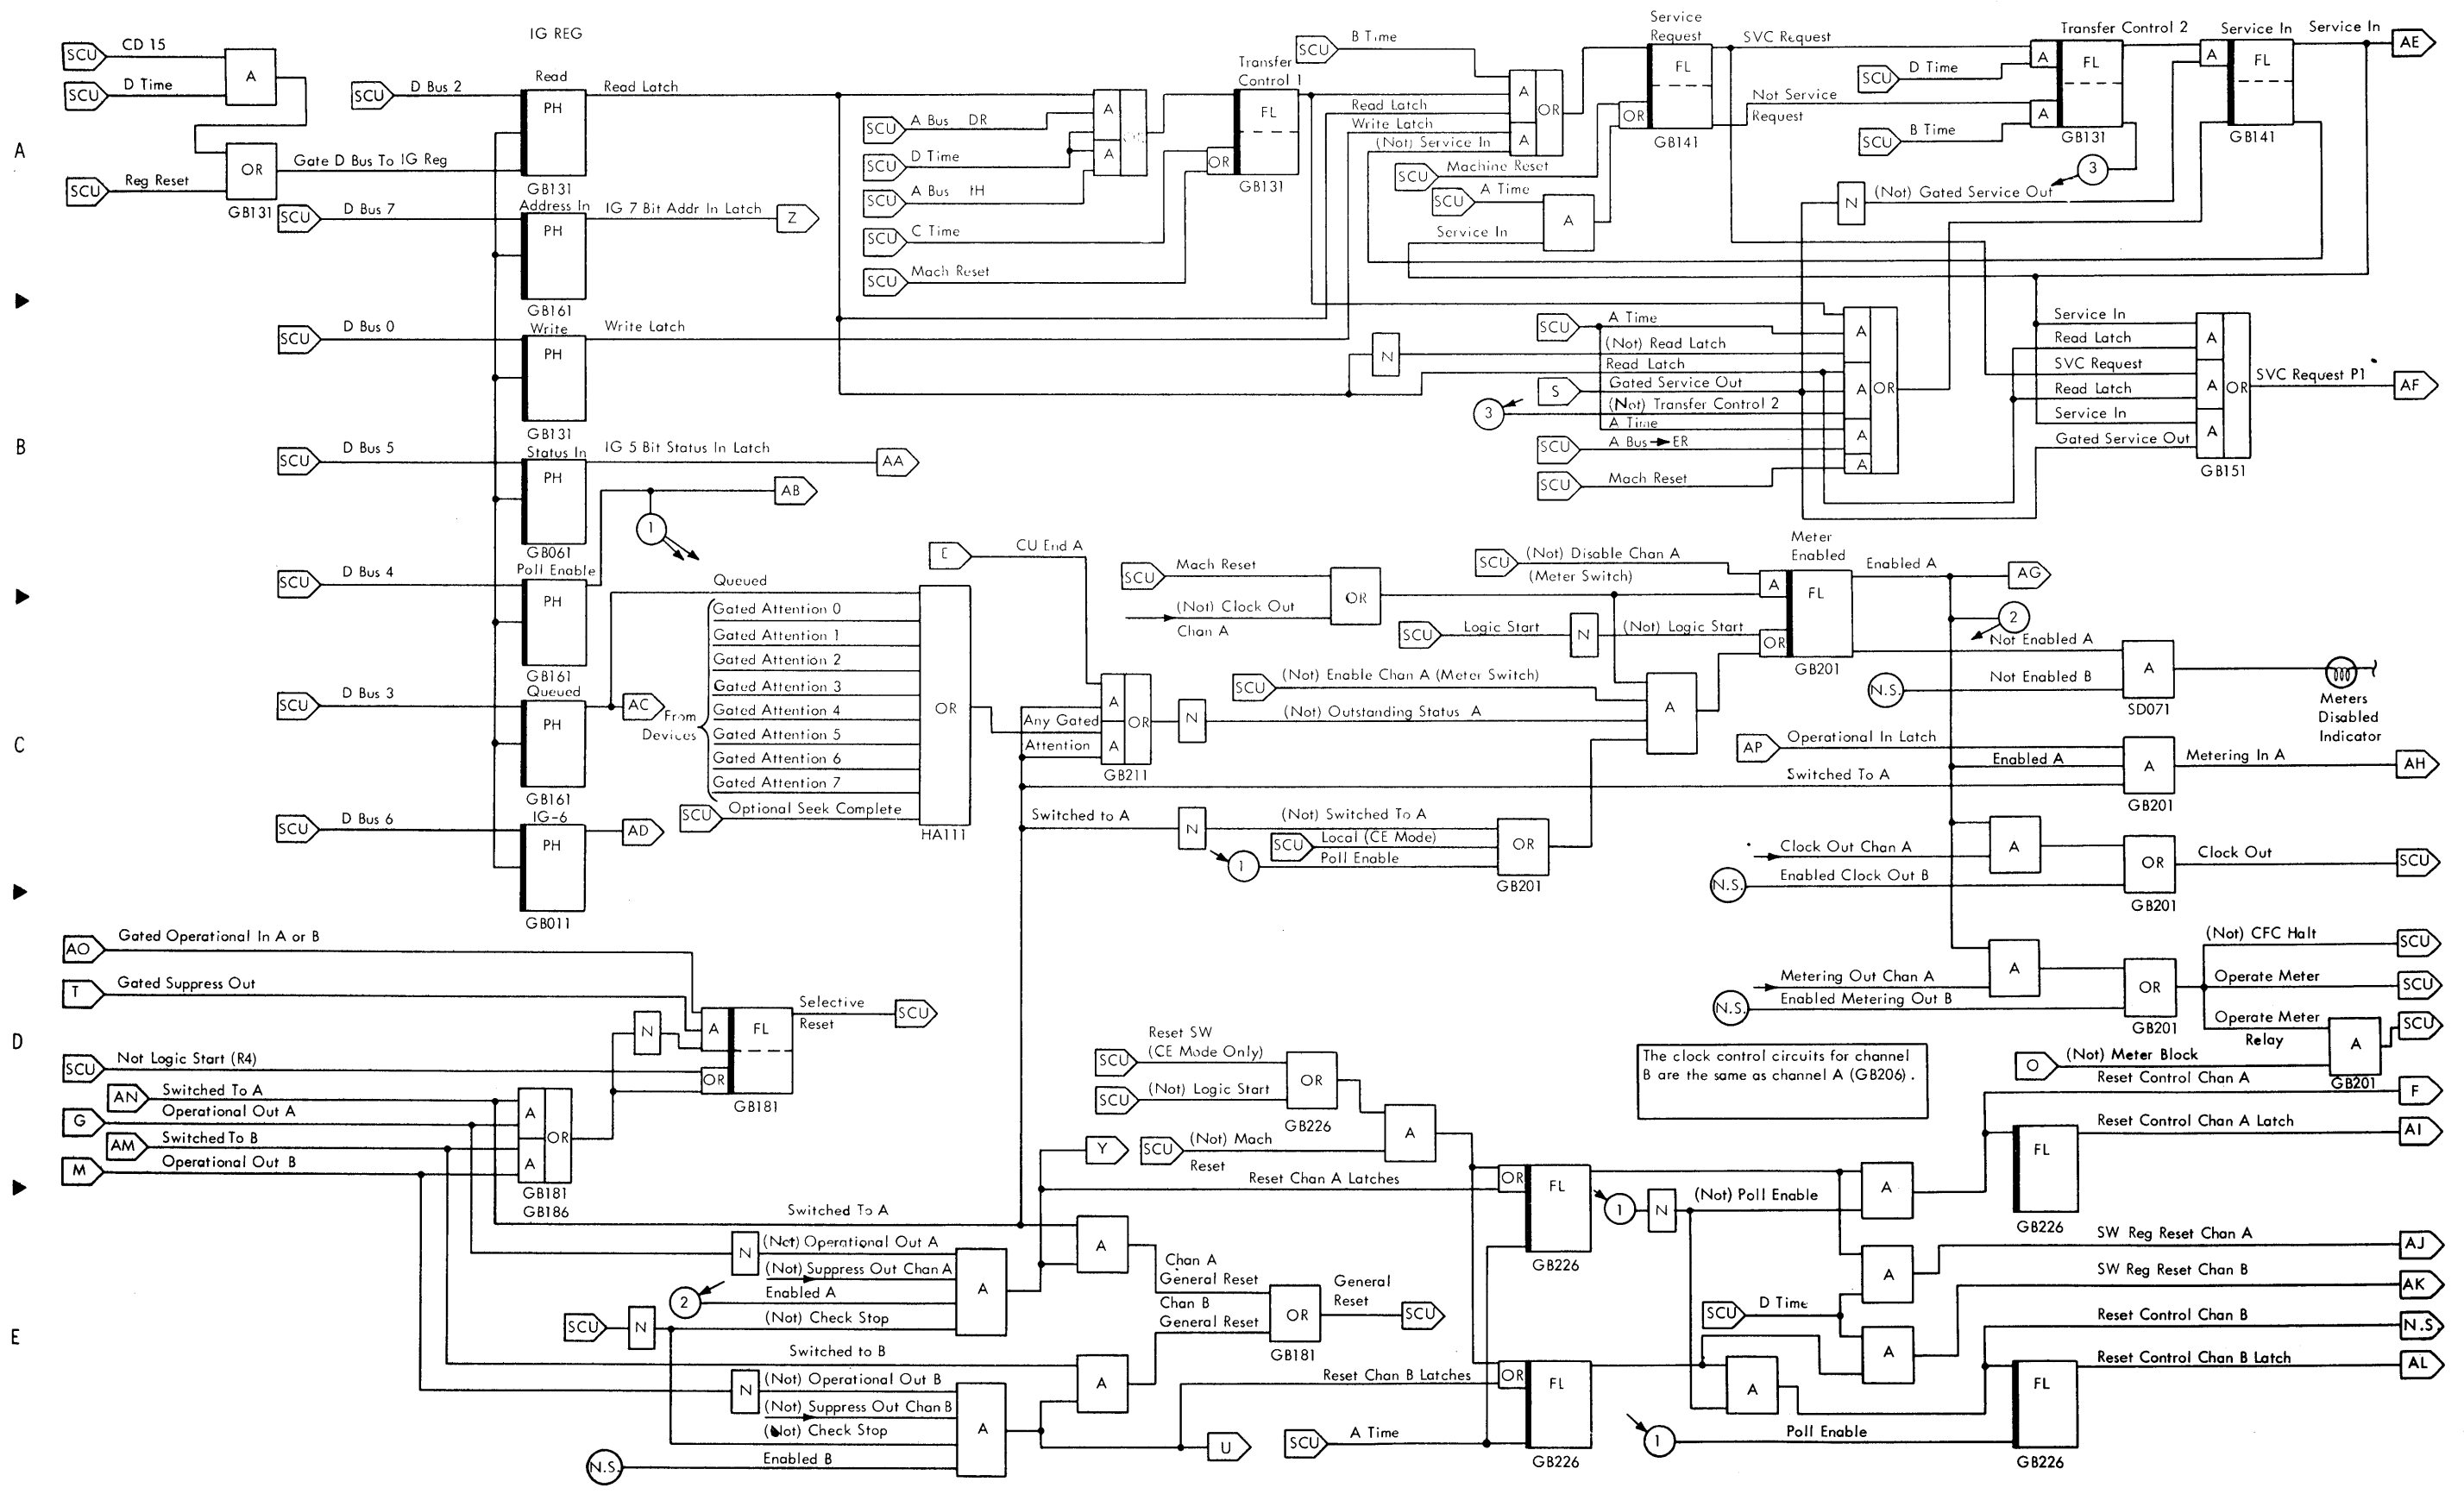 IG REG
SCU CD 15
SCU D Time
A
OR
Gate D Bus To IG Reg
SCU Reg Reset
GB131
SCU D Bus 2
Read
PH
GB131
Read Latch
SCU D Bus 7
Address In
PH
GB161
IG 7 Bit Addr In Latch
Z
SCU D Bus 0
Write
PH
GB131
Write Latch
SCU D Bus 5
Status In
PH
GB061
IG 5 Bit Status In Latch
AA
AB
1
SCU D Bus 4
Poll Enable
PH
GB161
SCU D Bus 3
Queued
PH
GB161
AC
SCU D Bus 6
IG-6
PH
GB011
AD
SCU A Bus DR
SCU D Time
SCU A Bus
SCU C Time
SCU Mach Reset
A
A
OR
Transfer
Control 1
FL
GB131
SCU B Time
Read Latch
Write Latch
(Not) Service In
SCU Machine Reset
SCU A Time
Service In
A
A
OR
A
OR
Service
Request
FL
GB141
SVC Request
Not Service
Request
SCU D Time
SCU B Time
A
A
Transfer Control 2
FL
GB131
3
N
(Not) Gated Service Out
Service In
A
FL
GB141
Service In
AE
SCU A Time
(Not) Read Latch
N
Read Latch
S Gated Service Out
3 (Not) Transfer Control 2
A Time
SCU A Bus → ER
SCU Mach Reset
A
A
A
A
OR
Service In
Read Latch
SVC Request
Read Latch
Service In
Gated Service Out
A
A
A
OR
GB151
SVC Request P1
AF
Queued
Gated Attention 0
Gated Attention 1
Gated Attention 2
Gated Attention 3
Gated Attention 4
Gated Attention 5
Gated Attention 6
Gated Attention 7
From
Devices
SCU Optional Seek Complete
OR
HA111
E CU End A
Any Gated
Attention
A
A
OR
GB211
N
SCU Mach Reset
(Not) Clock Out
Chan A
OR
SCU (Not) Disable Chan A
(Meter Switch)
SCU Logic Start
N
(Not) Logic Start
SCU (Not) Enable Chan A (Meter Switch)
(Not) Outstanding Status A
A
Switched to A
N
(Not) Switched To A
SCU Local (CE Mode)
1 Poll Enable
OR
GB201
Meter
Enabled
A
OR
FL
GB201
Enabled A
AG
2
Not Enabled A
N.S. Not Enabled B
A
SD071
Meters
Disabled
Indicator
AP Operational In Latch
Enabled A
Switched To A
A
GB201
Metering In A
AH
Clock Out Chan A
A
N.S. Enabled Clock Out B
OR
GB201
Clock Out
SCU
Metering Out Chan A
A
N.S. Enabled Metering Out B
OR
GB201
(Not) CFC Halt
SCU
Operate Meter
SCU
Operate Meter
Relay
A
SCU
O (Not) Meter Block
GB201
AO Gated Operational In A or B
T Gated Suppress Out
SCU Not Logic Start (R4)
AN Switched To A
G Operational Out A
AM Switched To B
M Operational Out B
A
A
OR
GB181
GB186
N
A
OR
FL
GB181
Selective
Reset
SCU
Reset SW
SCU (CE Mode Only)
SCU (Not) Logic Start
OR
GB226
A
Y
SCU (Not) Mach
Reset
Reset Chan A Latches
OR
FL
GB226
The clock control circuits for channel
B are the same as channel A (GB206).
1
N
(Not) Poll Enable
A
Reset Control Chan A
F
FL
GB226
Reset Control Chan A Latch
AI
SW Reg Reset Chan A
AJ
SW Reg Reset Chan B
AK
Reset Control Chan B
N.S.
Reset Control Chan B Latch
AL
A
SCU D Time
A
A
FL
GB226
1 Poll Enable
Switched To A
N
(Not) Operational Out A
(Not) Suppress Out Chan A
2 Enabled A
SCU
N
(Not) Check Stop
A
A
Chan A
General Reset
Chan B
General Reset
OR
GB181
General
Reset
SCU
Switched to B
N
(Not) Operational Out B
(Not) Suppress Out Chan B
(Not) Check Stop
N.S. Enabled B
A
A
U
Reset Chan B Latches
OR
FL
GB226
SCU A Time
A
B
C
D
E